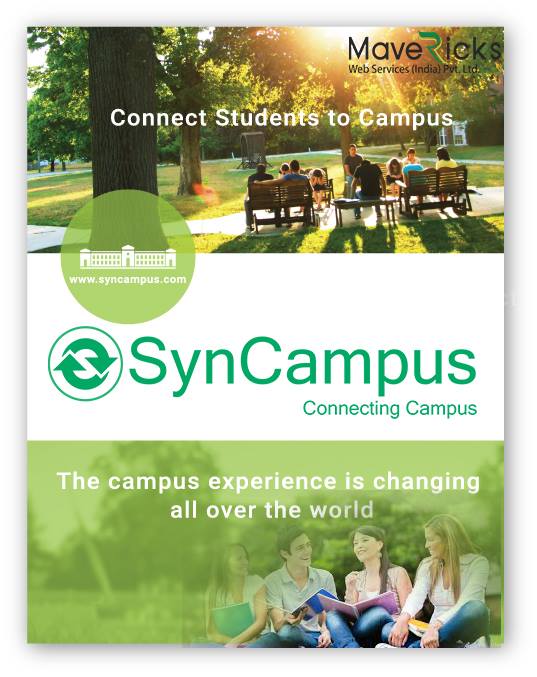 MaveRicks
Web Services (India) Pvt. Ltd.
Connect Students to Campus
www.syncampus.com
SynCampus
Connecting Campus
The campus experience is changing
all over the world